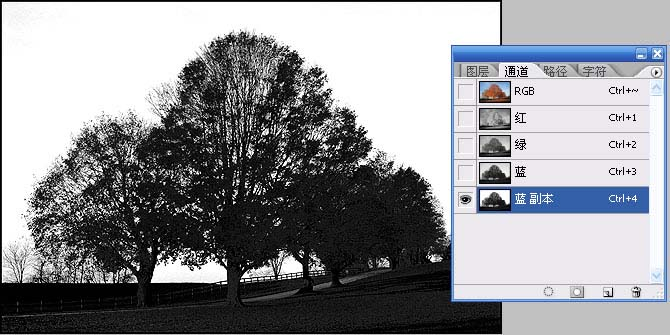 图层 通道 路径 字符
RGB Ctrl+~
红 Ctrl+1
绿 Ctrl+2
蓝 Ctrl+3
蓝 副本 Ctrl+4